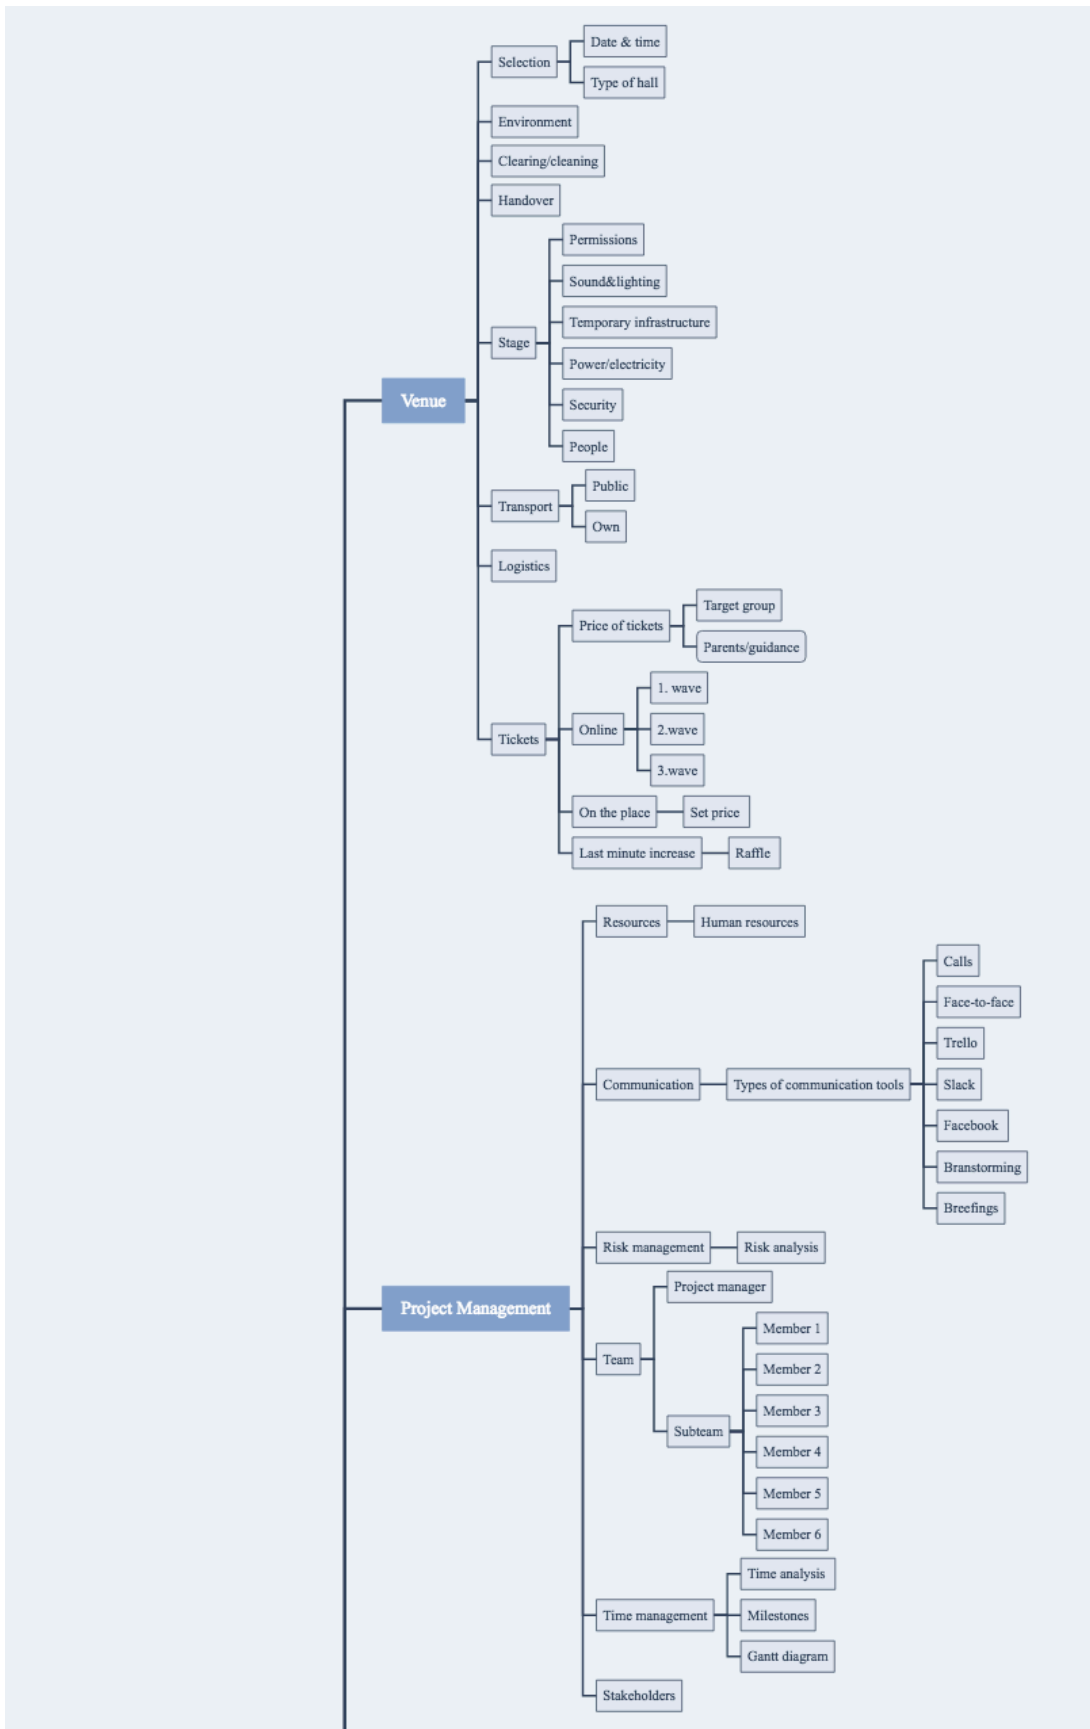 Date & time
Selection
Type of hall
Environment
Clearing/cleaning
Handover
Permissions
Sound&lighting
Temporary infrastructure
Stage
Power/electricity
Venue
Security
People
Public
Transport
Own
Logistics
Target group
Price of tickets
Parents/guidance
1. wave
Online
2.wave
Tickets
3.wave
On the place
Set price
Last minute increase
Raffle
Resources
Human resources
Calls
Face-to-face
Trello
Communication
Types of communication tools
Slack
Facebook
Branstorming
Breefings
Risk management
Risk analysis
Project manager
Project Management
Member 1
Team
Member 2
Member 3
Subteam
Member 4
Member 5
Member 6
Time analysis
Time management
Milestones
Gantt diagram
Stakeholders